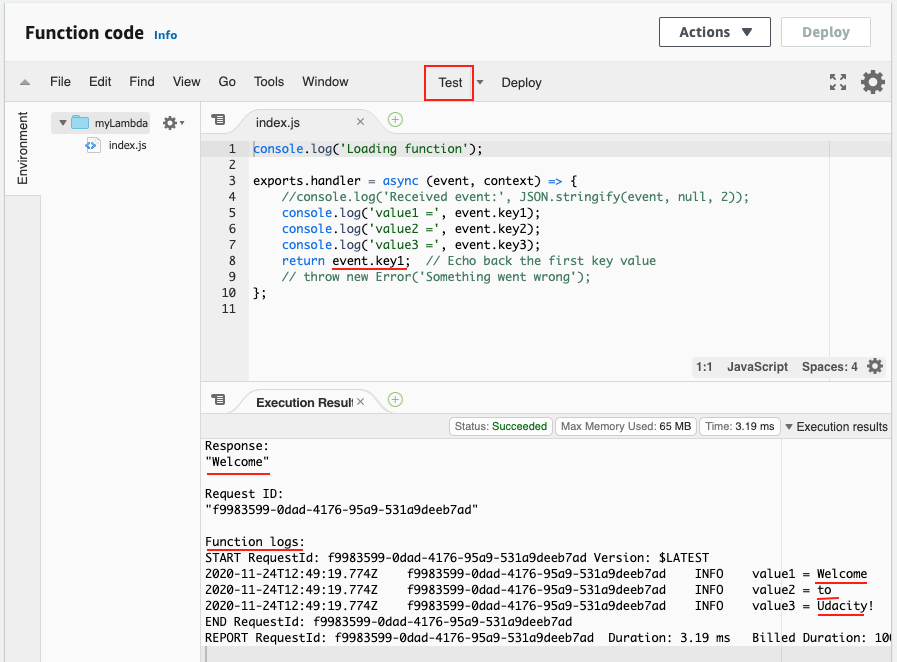 Function code Info Actions Deploy
File Edit Find View Go Tools Window Test Deploy
Environment
myLambda
index.js
index.js
1 console.log('Loading function');
2
3 exports.handler = async (event, context) => {
4 //console.log('Received event:', JSON.stringify(event, null, 2));
5 console.log('value1 =', event.key1);
6 console.log('value2 =', event.key2);
7 console.log('value3 =', event.key3);
8 return event.key1; // Echo back the first key value
9 // throw new Error('Something went wrong');
10 };
11
1:1 JavaScript Spaces: 4
Execution Result
Status: Succeeded Max Memory Used: 65 MB Time: 3.19 ms Execution results
Response:
"Welcome"
Request ID:
"f9983599-0dad-4176-95a9-531a9deeb7ad"
Function logs:
START RequestId: f9983599-0dad-4176-95a9-531a9deeb7ad Version: $LATEST
2020-11-24T12:49:19.774Z f9983599-0dad-4176-95a9-531a9deeb7ad INFO value1 = Welcome
2020-11-24T12:49:19.774Z f9983599-0dad-4176-95a9-531a9deeb7ad INFO value2 = to
2020-11-24T12:49:19.774Z f9983599-0dad-4176-95a9-531a9deeb7ad INFO value3 = Udacity!
END RequestId: f9983599-0dad-4176-95a9-531a9deeb7ad
REPORT RequestId: f9983599-0dad-4176-95a9-531a9deeb7ad Duration: 3.19 ms Billed Duration: